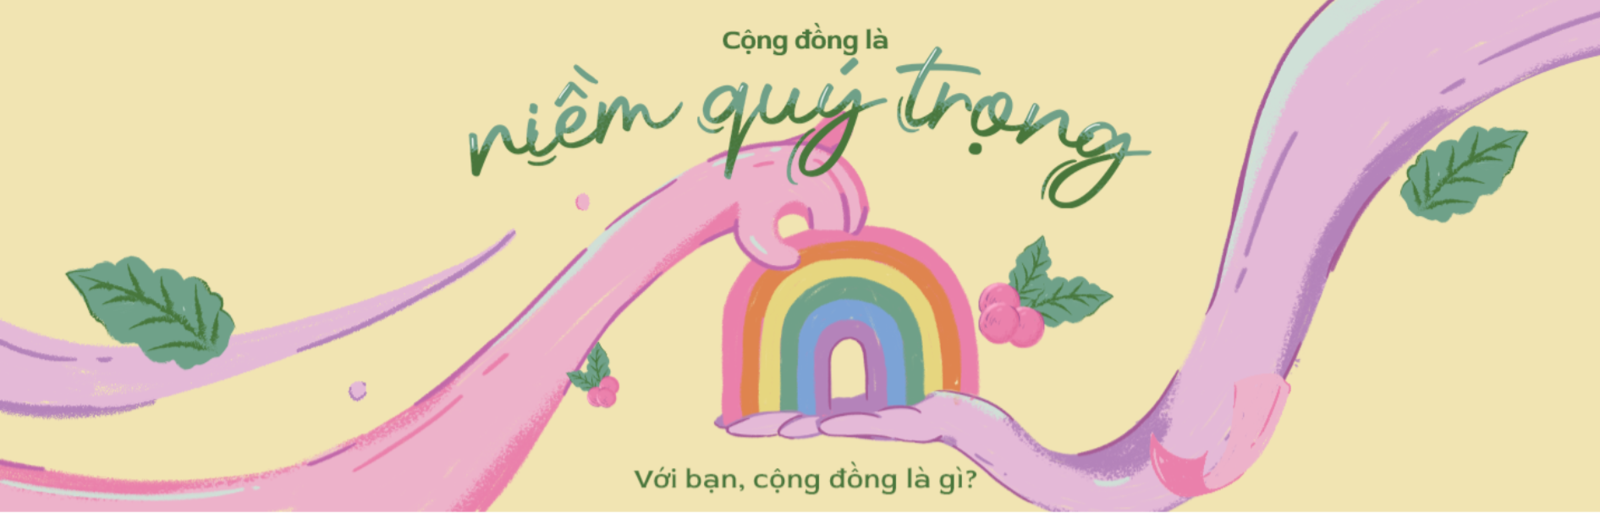 Cộng đồng là
niềm quý trọng
Với bạn, cộng đồng là gì?